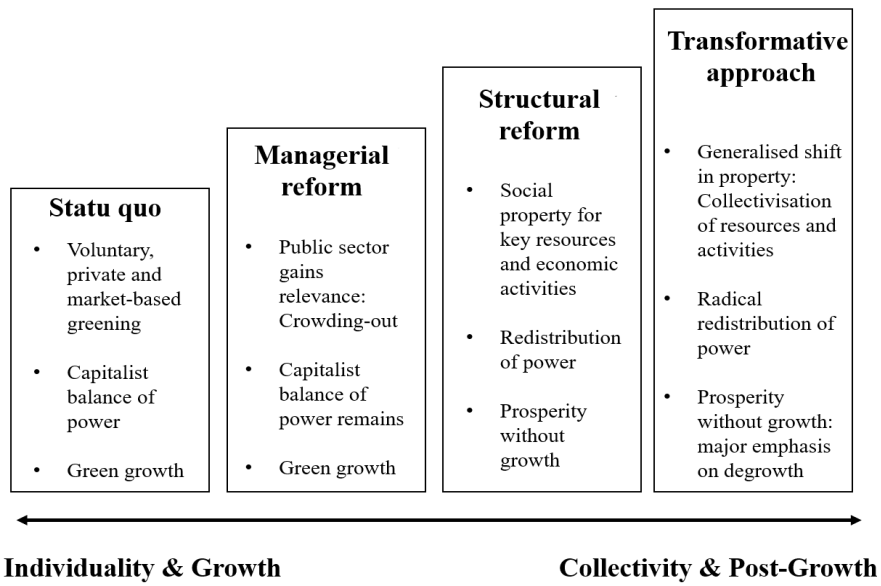 Statu quo
• Voluntary,
private and
market-based
greening
• Capitalist
balance of
power
• Green growth
Managerial
reform
• Public sector
gains
relevance:
Crowding-out
• Capitalist
balance of
power remains
• Green growth
Structural
reform
• Social
property for
key resources
and economic
activities
• Redistribution
of power
• Prosperity
without
growth
Transformative
approach
• Generalised shift
in property:
Collectivisation
of resources and
activities
• Radical
redistribution of
power
• Prosperity
without growth:
major emphasis
on degrowth
Individuality & Growth
Collectivity & Post-Growth